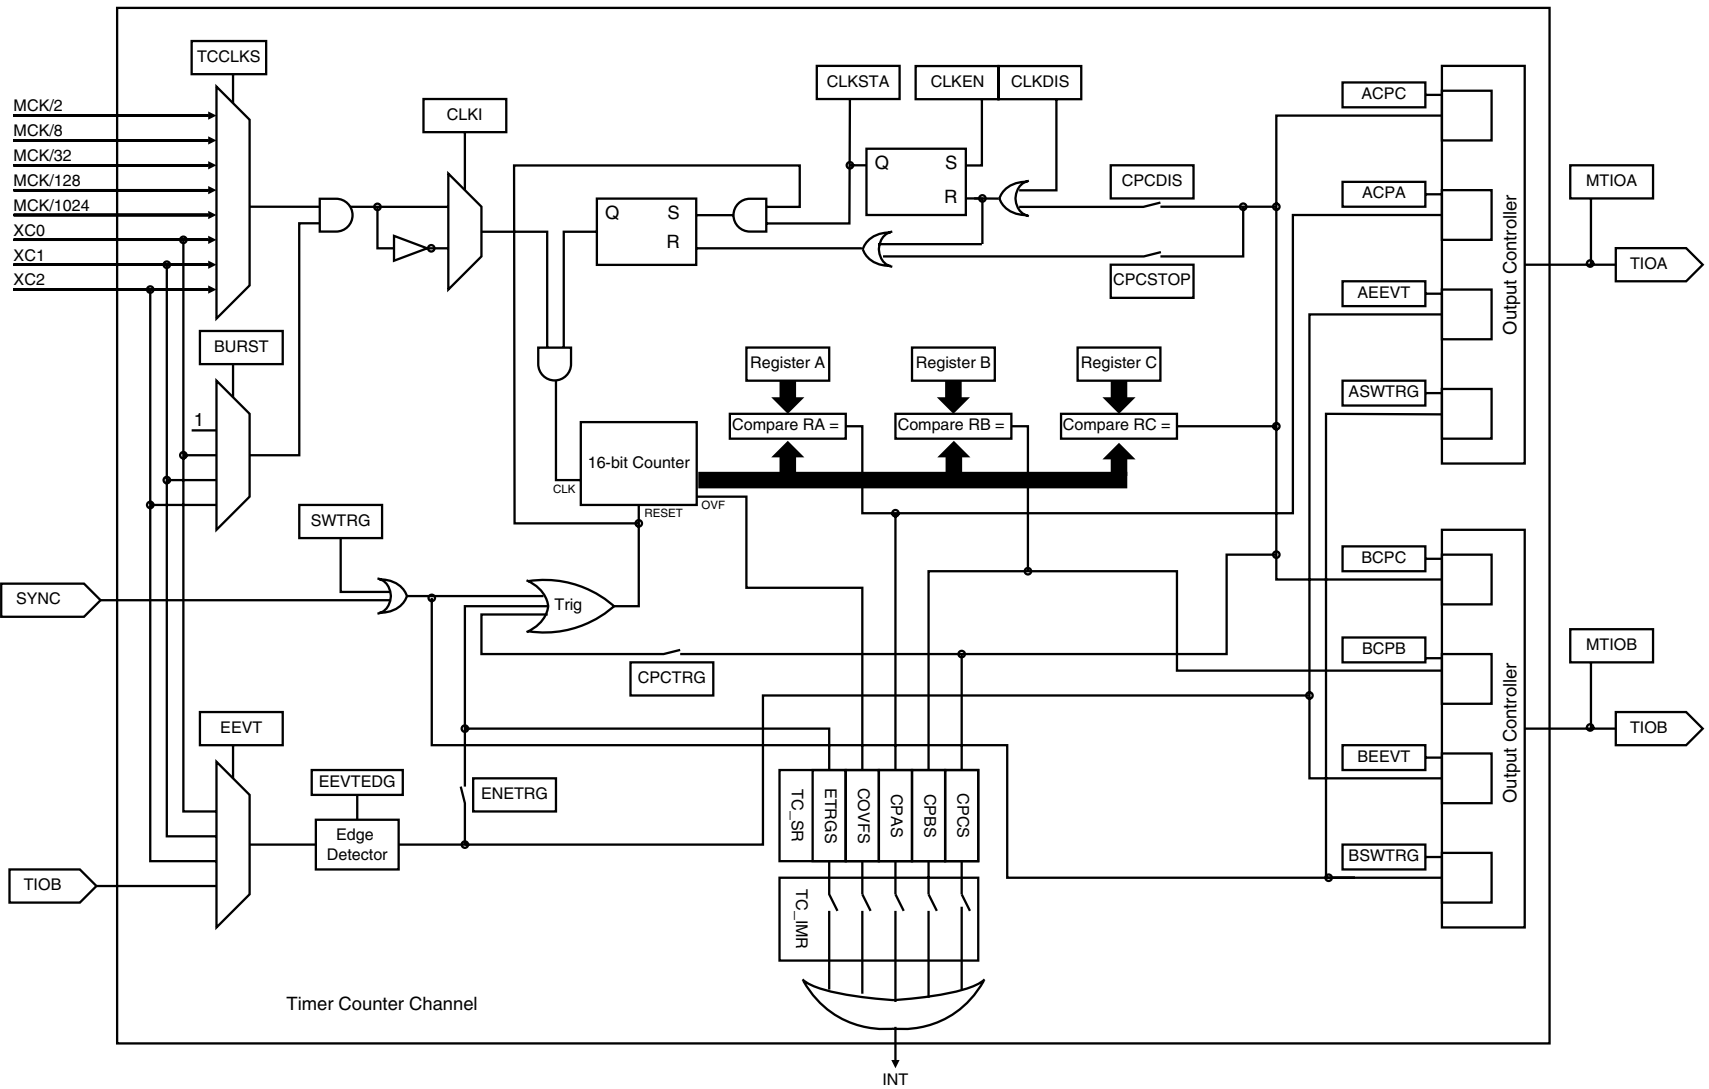 TCCLKS
MCK/2
MCK/8
MCK/32
MCK/128
MCK/1024
XC0
XC1
XC2
CLKI
CLKSTA
CLKEN
CLKDIS
Q
S
R
Q
S
R
CPCDIS
CPCSTOP
ACPC
ACPA
AEEVT
ASWTRG
Output Controller
MTIOA
TIOA
BURST
1
Register A
Register B
Register C
Compare RA =
Compare RB =
Compare RC =
16-bit Counter
CLK
RESET
OVF
SWTRG
SYNC
Trig
CPCTRG
BCPC
BCPB
BEEVT
BSWTRG
Output Controller
MTIOB
TIOB
EEVT
EEVTEDG
Edge
Detector
ENETRG
TIOB
TC_SR
ETRGS
COVFS
CPAS
CPBS
CPCS
TC_IMR
Timer Counter Channel
INT